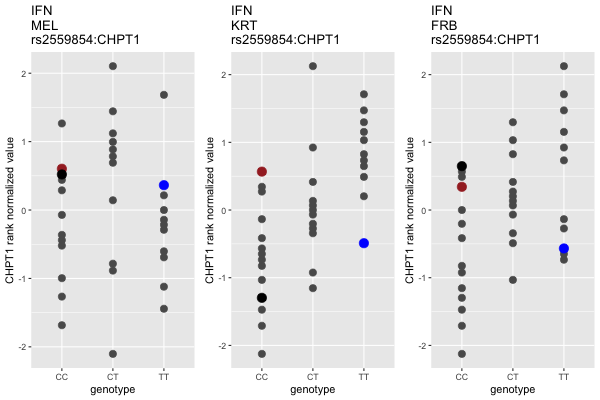 IFN
MEL
rs2559854:CHPT1
CHPT1 rank normalized value
2
1
0
-1
-2
CC
CT
TT
genotype
IFN
KRT
rs2559854:CHPT1
CHPT1 rank normalized value
2
1
0
-1
-2
CC
CT
TT
genotype
IFN
FRB
rs2559854:CHPT1
CHPT1 rank normalized value
2
1
0
-1
-2
CC
CT
TT
genotype